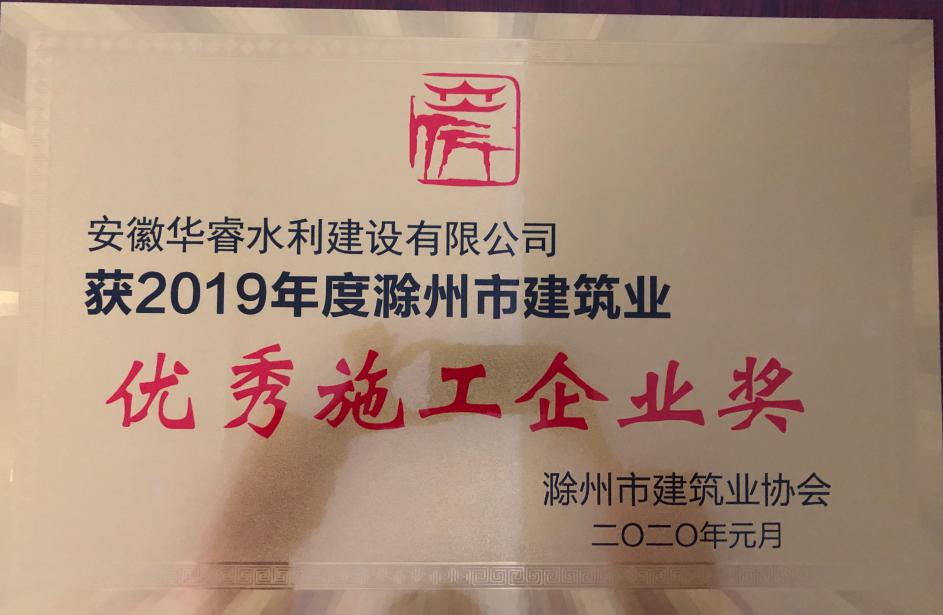 安徽华睿水利建设有限公司
获2019年度滁州市建筑业
优秀施工企业奖
滁州市建筑业协会
二〇二〇年元月